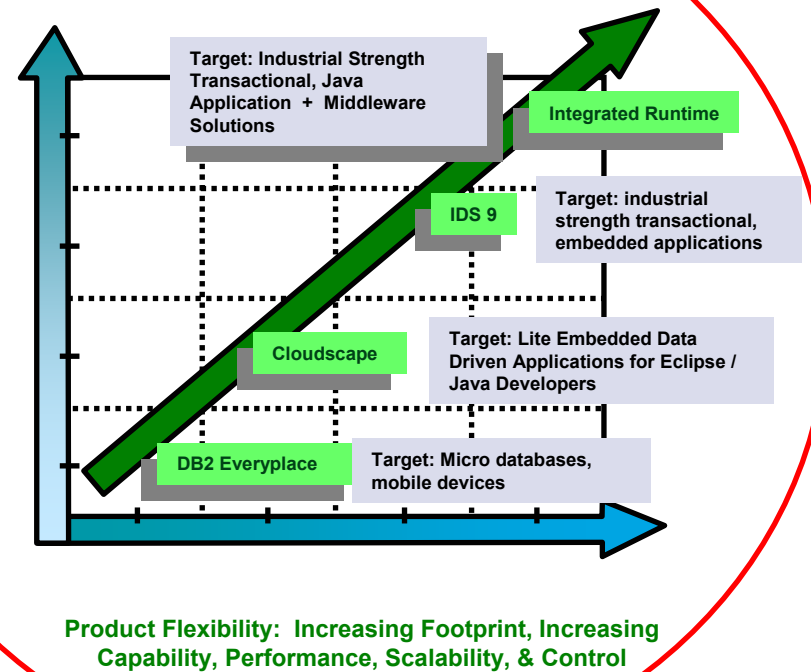 Target: Industrial Strength
Transactional, Java
Application + Middleware
Solutions
Integrated Runtime
IDS 9
Target: industrial
strength transactional,
embedded applications
Cloudscape
Target: Lite Embedded Data
Driven Applications for Eclipse /
Java Developers
DB2 Everyplace
Target: Micro databases,
mobile devices
Product Flexibility: Increasing Footprint, Increasing
Capability, Performance, Scalability, & Control